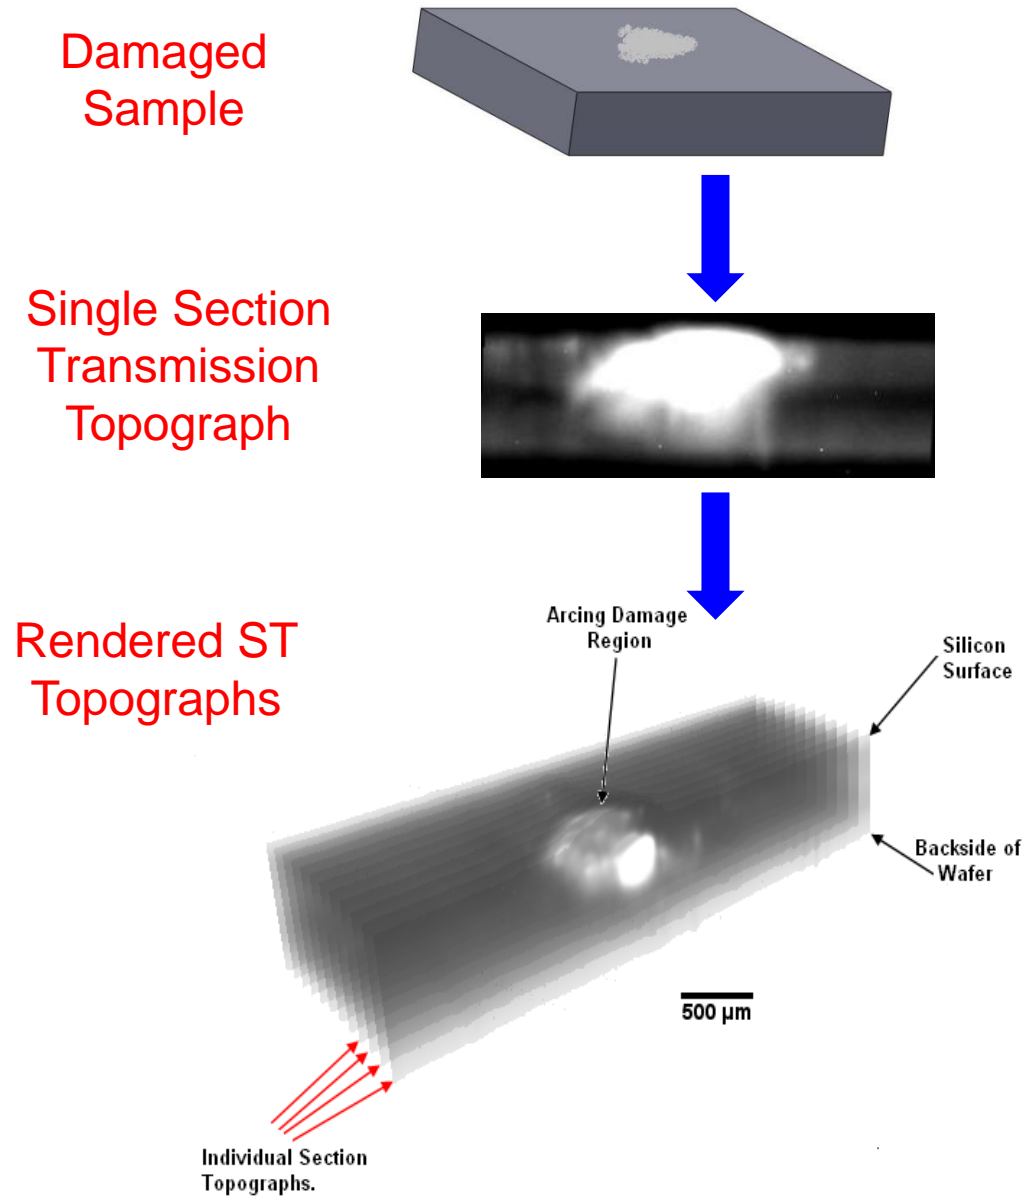 Damaged
Sample
Single Section
Transmission
Topograph
Rendered ST
Topographs
Arcing Damage
Region
Silicon
Surface
Backside of
Wafer
500 µm
Individual Section
Topographs.